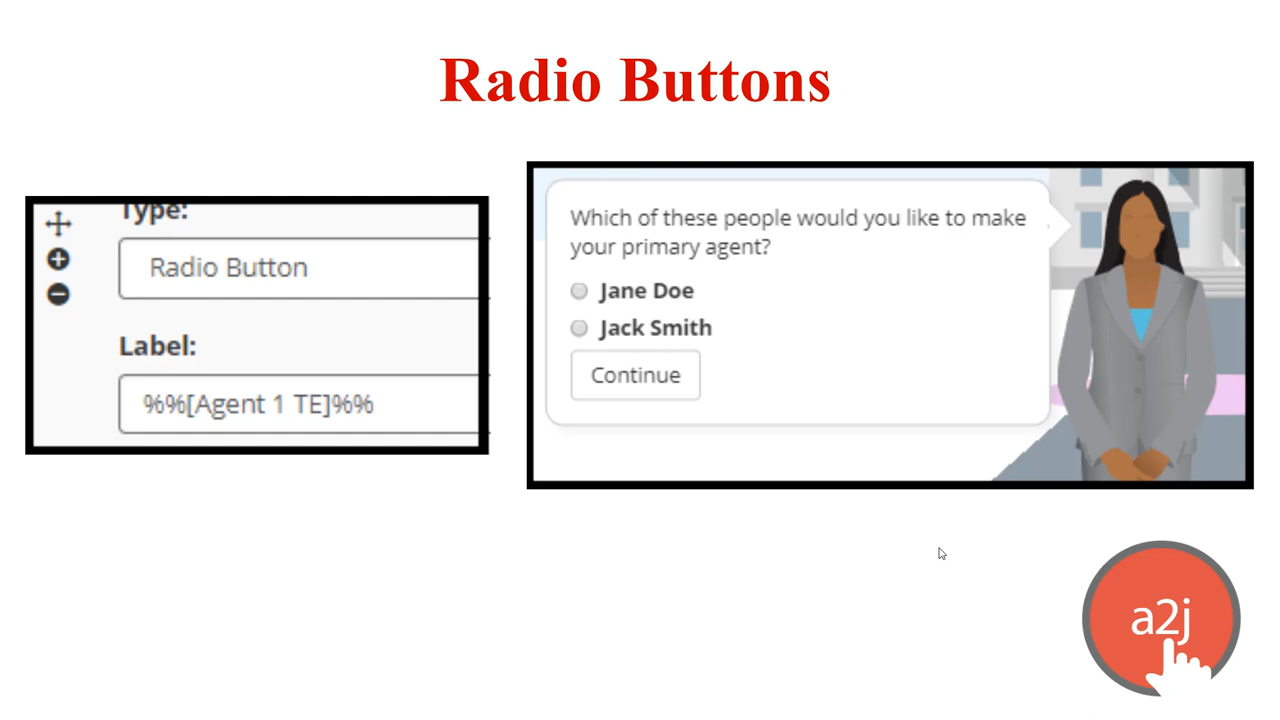 Radio Buttons
Type:
Radio Button
Label:
%%[Agent 1 TE]%%
Which of these people would you like to make
your primary agent?
Jane Doe
Jack Smith
Continue
a2j